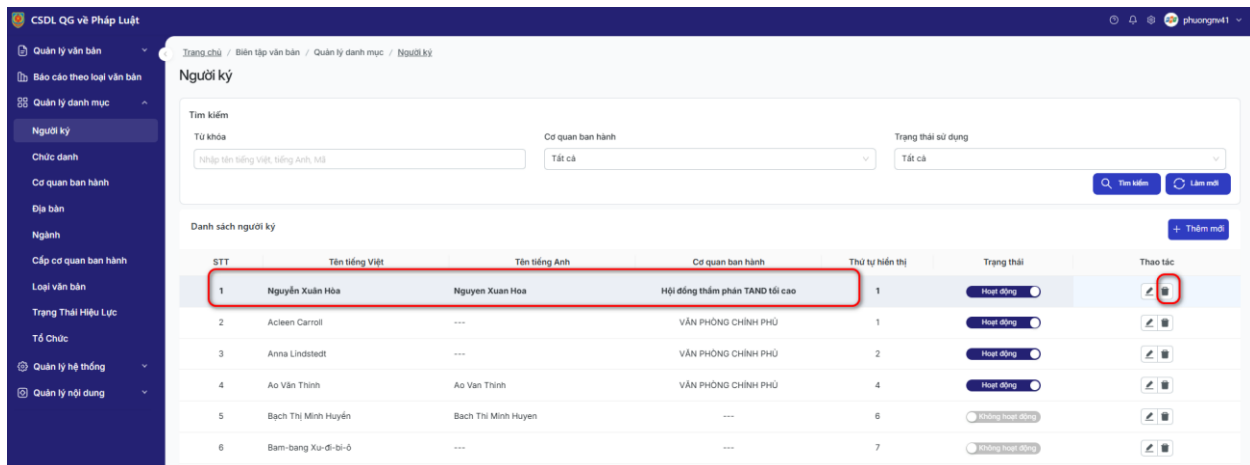 CSDL QG về Pháp Luật
phuongnv41
Quản lý văn bản
Báo cáo theo loại văn bản
Quản lý danh mục
Người ký
Chức danh
Cơ quan ban hành
Địa bàn
Ngành
Cấp cơ quan ban hành
Loại văn bản
Trạng Thái Hiệu Lực
Tổ Chức
Quản lý hệ thống
Quản lý nội dung
Trang chủ / Biên tập văn bản / Quản lý danh mục / Người ký
Người ký
Tìm kiếm
Từ khóa Cơ quan ban hành Trạng thái sử dụng
Nhập tên tiếng Việt, tiếng Anh, Mã Tất cả Tất cả
Tìm kiếm Làm mới
Danh sách người ký + Thêm mới
STT Tên tiếng Việt Tên tiếng Anh Cơ quan ban hành Thứ tự hiển thị Trạng thái Thao tác
1 Nguyễn Xuân Hòa Nguyen Xuan Hoa Hội đồng thẩm phán TAND tối cao 1 Hoạt động
2 Acleen Carroll --- VĂN PHÒNG CHÍNH PHỦ 1 Hoạt động
3 Anna Lindstedt --- VĂN PHÒNG CHÍNH PHỦ 2 Hoạt động
4 Ao Văn Thinh Ao Van Thinh VĂN PHÒNG CHÍNH PHỦ 4 Hoạt động
5 Bạch Thị Minh Huyền Bach Thi Minh Huyen --- 6 Không hoạt động
6 Bam-bang Xu-đi-bi-ô --- --- 7 Không hoạt động